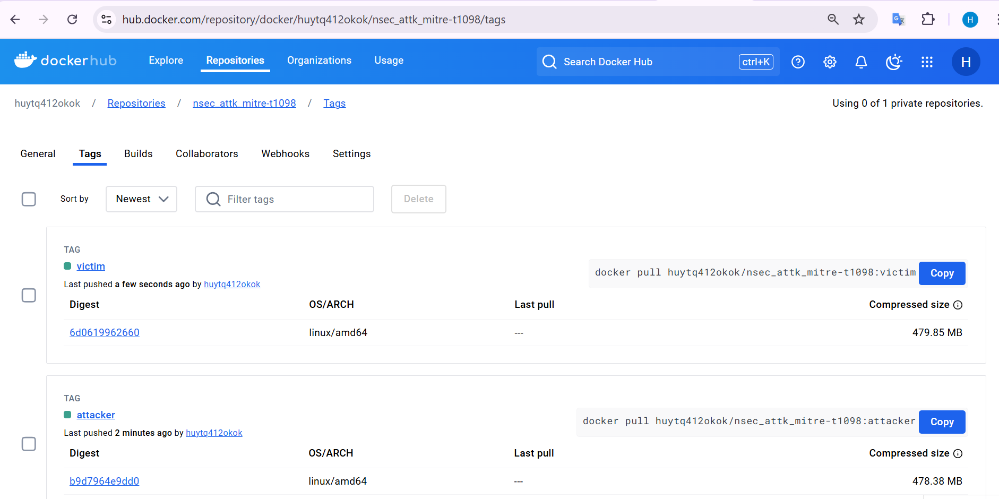 hub.docker.com/repository/docker/huytq412okok/nsec_attk_mitre-t1098/tags
H
dockerhub
Explore
Repositories
Organizations
Usage
Search Docker Hub
ctrl+K
H
huytq412okok / Repositories / nsec_attk_mitre-t1098 / Tags
Using 0 of 1 private repositories.
General
Tags
Builds
Collaborators
Webhooks
Settings
Sort by
Newest
Filter tags
Delete
TAG
victim
docker pull huytq412okok/nsec_attk_mitre-t1098:victim
Copy
Last pushed a few seconds ago by huytq412okok
Digest OS/ARCH Last pull Compressed size
6d0619962660 linux/amd64 --- 479.85 MB
TAG
attacker
docker pull huytq412okok/nsec_attk_mitre-t1098:attacker
Copy
Last pushed 2 minutes ago by huytq412okok
Digest OS/ARCH Last pull Compressed size
b9d7964e9dd0 linux/amd64 --- 478.38 MB